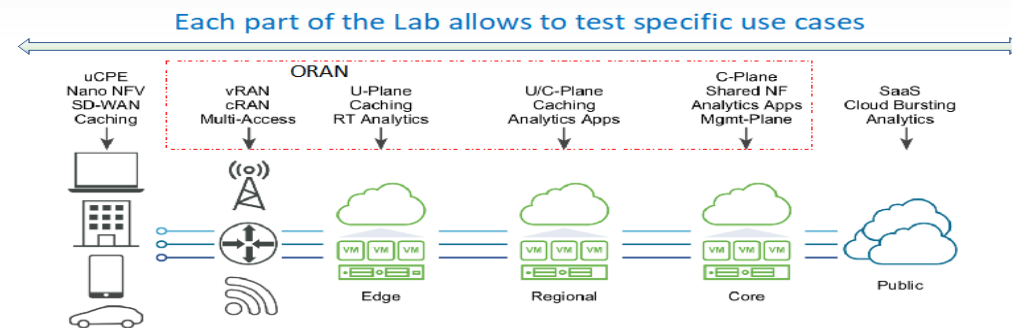 Each part of the Lab allows to test specific use cases
ORAN
uCPE
Nano NFV
SD-WAN
Caching
vRAN
cRAN
Multi-Access
U-Plane
Caching
RT Analytics
U/C-Plane
Caching
Analytics Apps
C-Plane
Shared NF
Analytics Apps
Mgmt-Plane
SaaS
Cloud Bursting
Analytics
VM VM VM
VM VM VM
VM VM VM
Edge
Regional
Core
Public